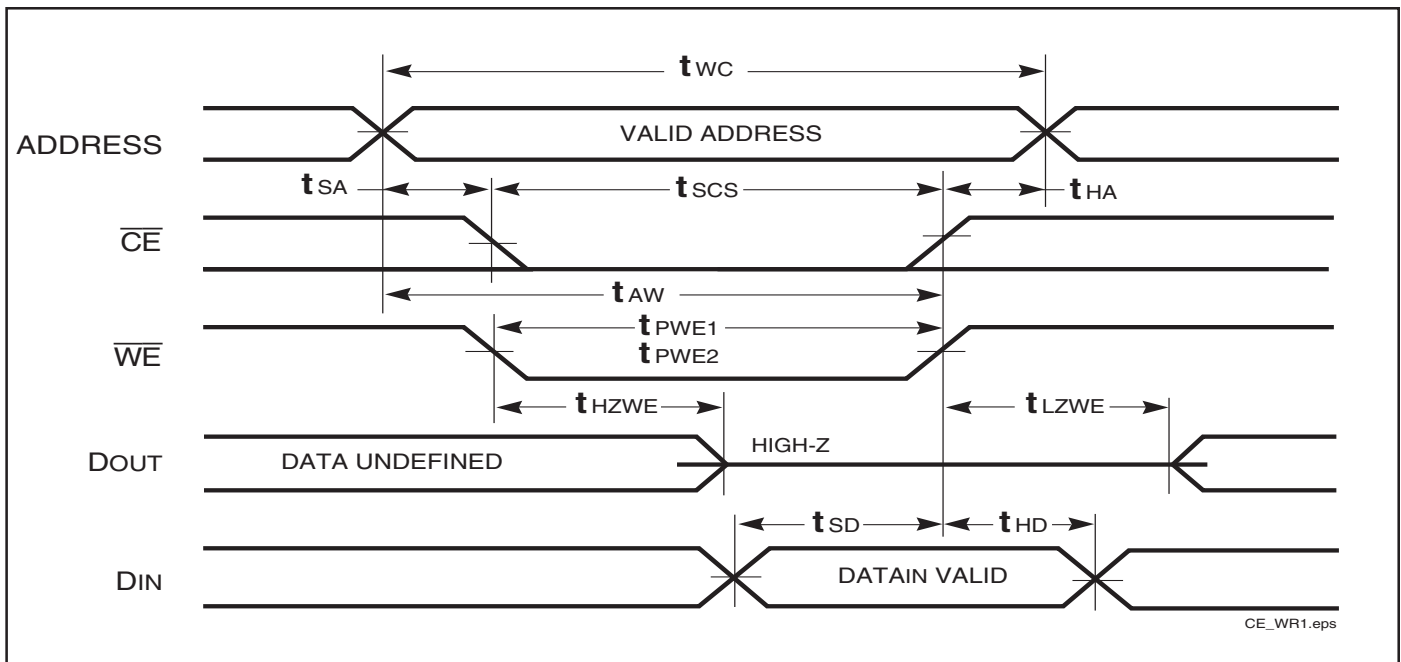 tWC
ADDRESS
VALID ADDRESS
tSA
tSCS
tHA
CE
tAW
tPWE1
WE
tPWE2
tHZWE
tLZWE
DOUT
DATA UNDEFINED
HIGH-Z
tSD
tHD
DIN
DATAIN VALID
CE_WR1.eps